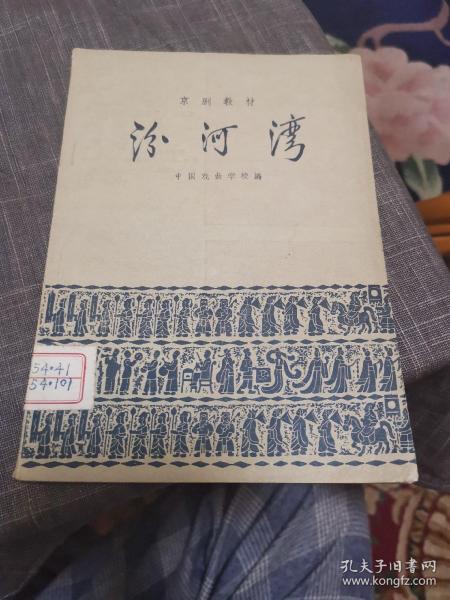 京剧教材
汾河湾
中国戏曲学校编
54·41
54·101
孔夫子旧书网
www.kongfz.com